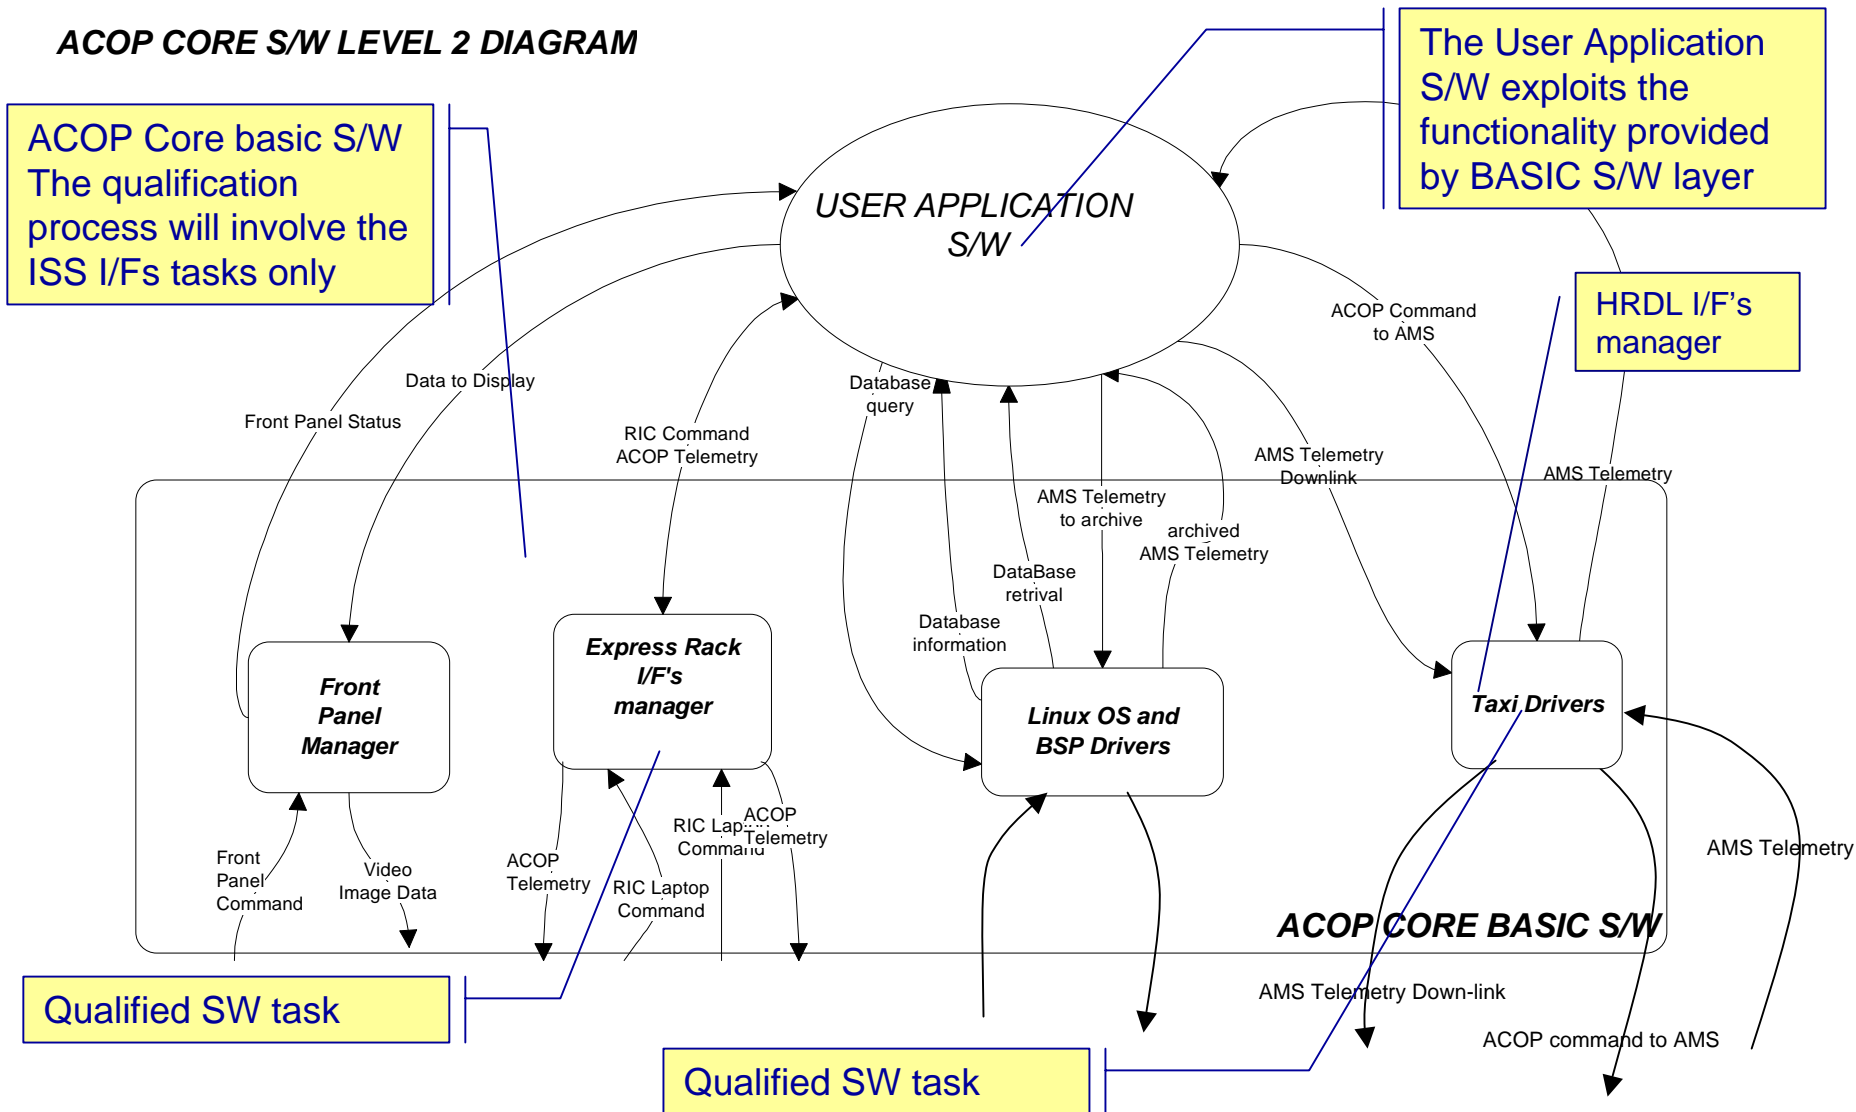 ACOP CORE S/W LEVEL 2 DIAGRAM
The User Application
S/W exploits the
functionality provided
by BASIC S/W layer
ACOP Core basic S/W
The qualification
process will involve the
ISS I/Fs tasks only
USER APPLICATION
S/W
HRDL I/F's
manager
ACOP Command
to AMS
Data to Display
Database
query
Front Panel Status
RIC Command
ACOP Telemetry
AMS Telemetry
Downlink
AMS Telemetry
AMS Telemetry
to archive
archived
AMS Telemetry
DataBase
retrival
Database
information
Front
Panel
Manager
Express Rack
I/F's
manager
Linux OS and
BSP Drivers
Taxi Drivers
Front
Panel
Command
Video
Image Data
ACOP
Telemetry
RIC Laptop
Command
RIC Laptop
Command
ACOP
Telemetry
AMS Telemetry
ACOP CORE BASIC S/W
Qualified SW task
AMS Telemetry Down-link
ACOP command to AMS
Qualified SW task